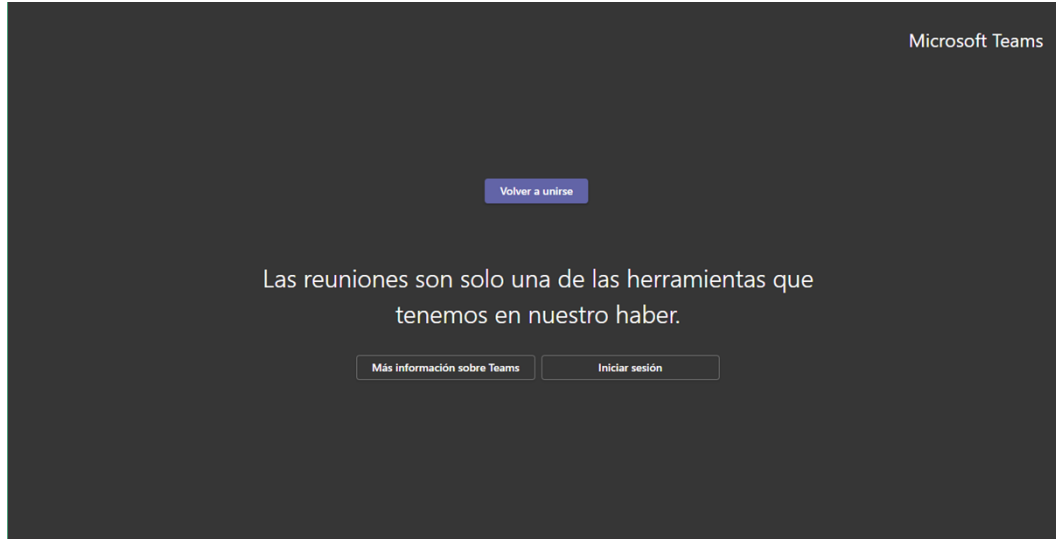 Microsoft Teams
Volver a unirse
Las reuniones son solo una de las herramientas que
tenemos en nuestro haber.
Más información sobre Teams
Iniciar sesión